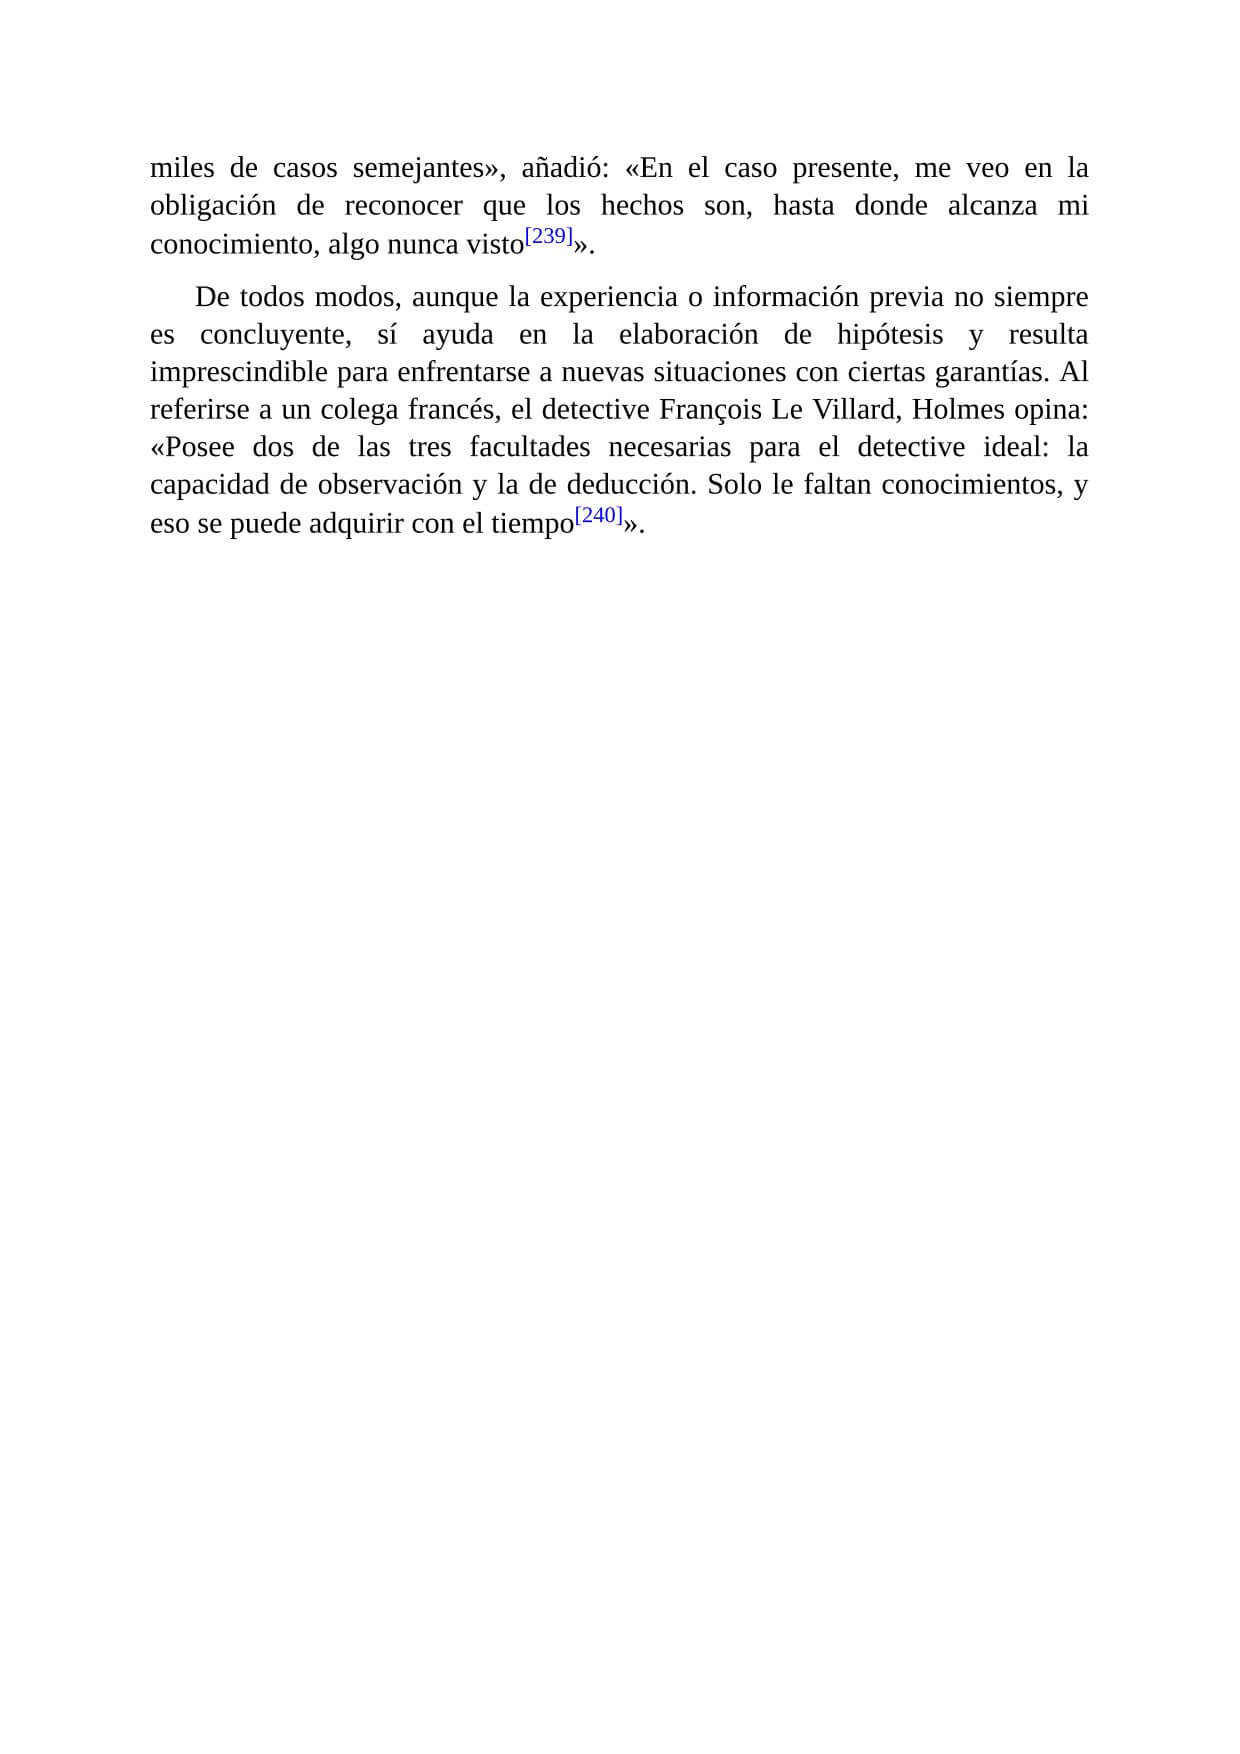 miles de casos semejantes», añadió: «En el caso presente, me veo en la
obligación de reconocer que los hechos son, hasta donde alcanza mi
conocimiento, algo nunca visto[239]».
De todos modos, aunque la experiencia o información previa no siempre
es concluyente, sí ayuda en la elaboración de hipótesis y resulta
imprescindible para enfrentarse a nuevas situaciones con ciertas garantías. Al
referirse a un colega francés, el detective François Le Villard, Holmes opina:
«Posee dos de las tres facultades necesarias para el detective ideal: la
capacidad de observación y la de deducción. Solo le faltan conocimientos, y
eso se puede adquirir con el tiempo[240]».